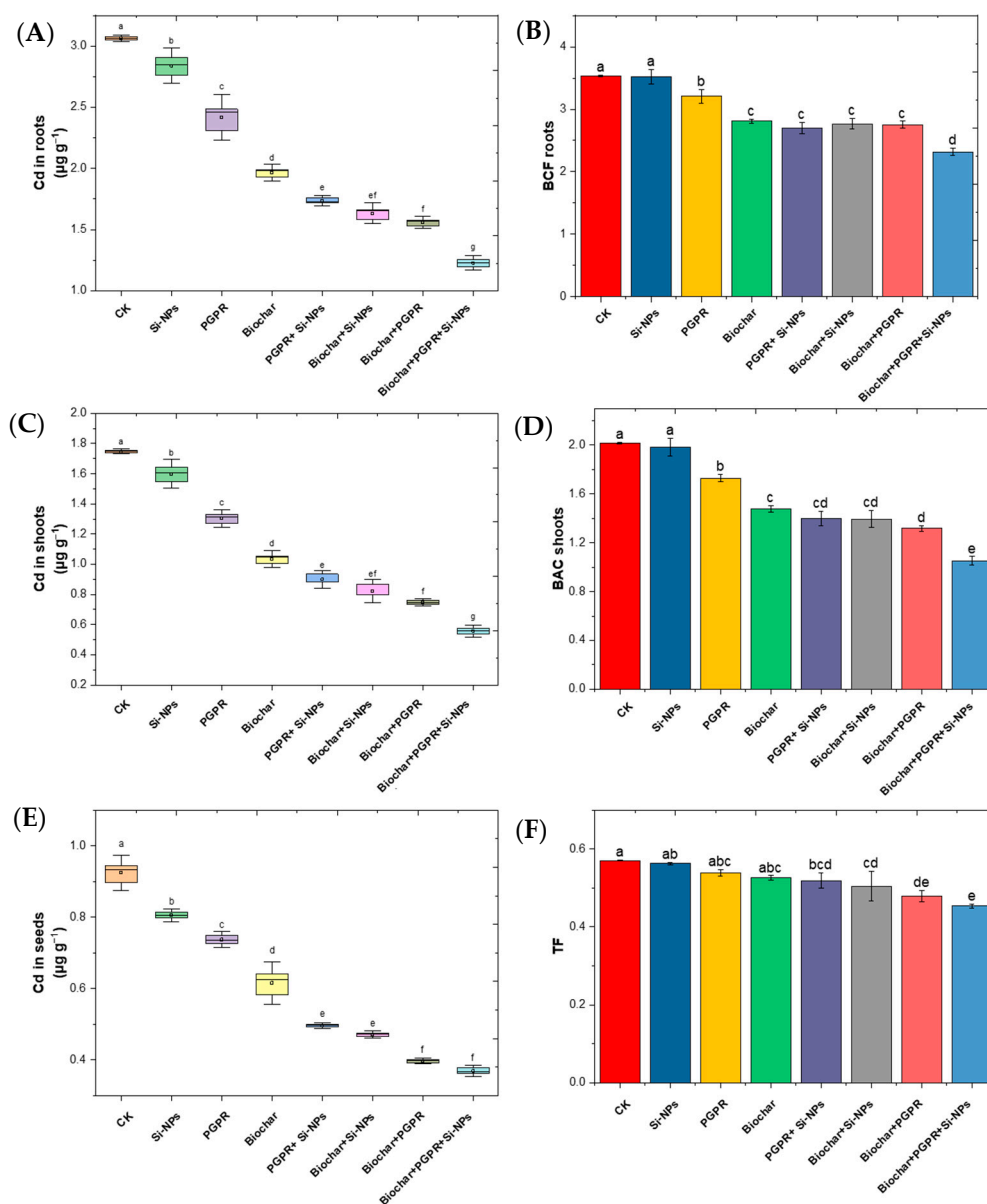 (A)
Cd in roots
(µg g⁻¹)
3.0
2.5
2.0
1.5
1.0
a
b
c
d
e
ef
f
g
CK
Si-NPs
PGPR
Biochar
PGPR+ Si-NPs
Biochar+Si-NPs
Biochar+PGPR
Biochar+PGPR+Si-NPs
(B)
BCF roots
4
3
2
1
0
a
a
b
c
c
c
c
d
CK
Si-NPs
PGPR
Biochar
PGPR+ Si-NPs
Biochar+Si-NPs
Biochar+PGPR
Biochar+PGPR+Si-NPs
(C)
Cd in shoots
(µg g⁻¹)
2.0
1.8
1.6
1.4
1.2
1.0
0.8
0.6
0.4
0.2
a
b
c
d
e
ef
f
g
CK
Si-NPs
PGPR
Biochar
PGPR+ Si-NPs
Biochar+Si-NPs
Biochar+PGPR
Biochar+PGPR+Si-NPs
(D)
BAC shoots
2.0
1.6
1.2
0.8
0.4
0.0
a
a
b
c
cd
cd
d
e
CK
Si-NPs
PGPR
Biochar
PGPR+ Si-NPs
Biochar+Si-NPs
Biochar+PGPR
Biochar+PGPR+Si-NPs
(E)
Cd in seeds
(µg g⁻¹)
1.0
0.8
0.6
0.4
a
b
c
d
e
e
f
f
CK
Si-NPs
PGPR
Biochar
PGPR+ Si-NPs
Biochar+Si-NPs
Biochar+PGPR
Biochar+PGPR+Si-NPs
(F)
TF
0.6
0.4
0.2
0.0
a
ab
abc
abc
bcd
cd
de
e
CK
Si-NPs
PGPR
Biochar
PGPR+ Si-NPs
Biochar+Si-NPs
Biochar+PGPR
Biochar+PGPR+Si-NPs